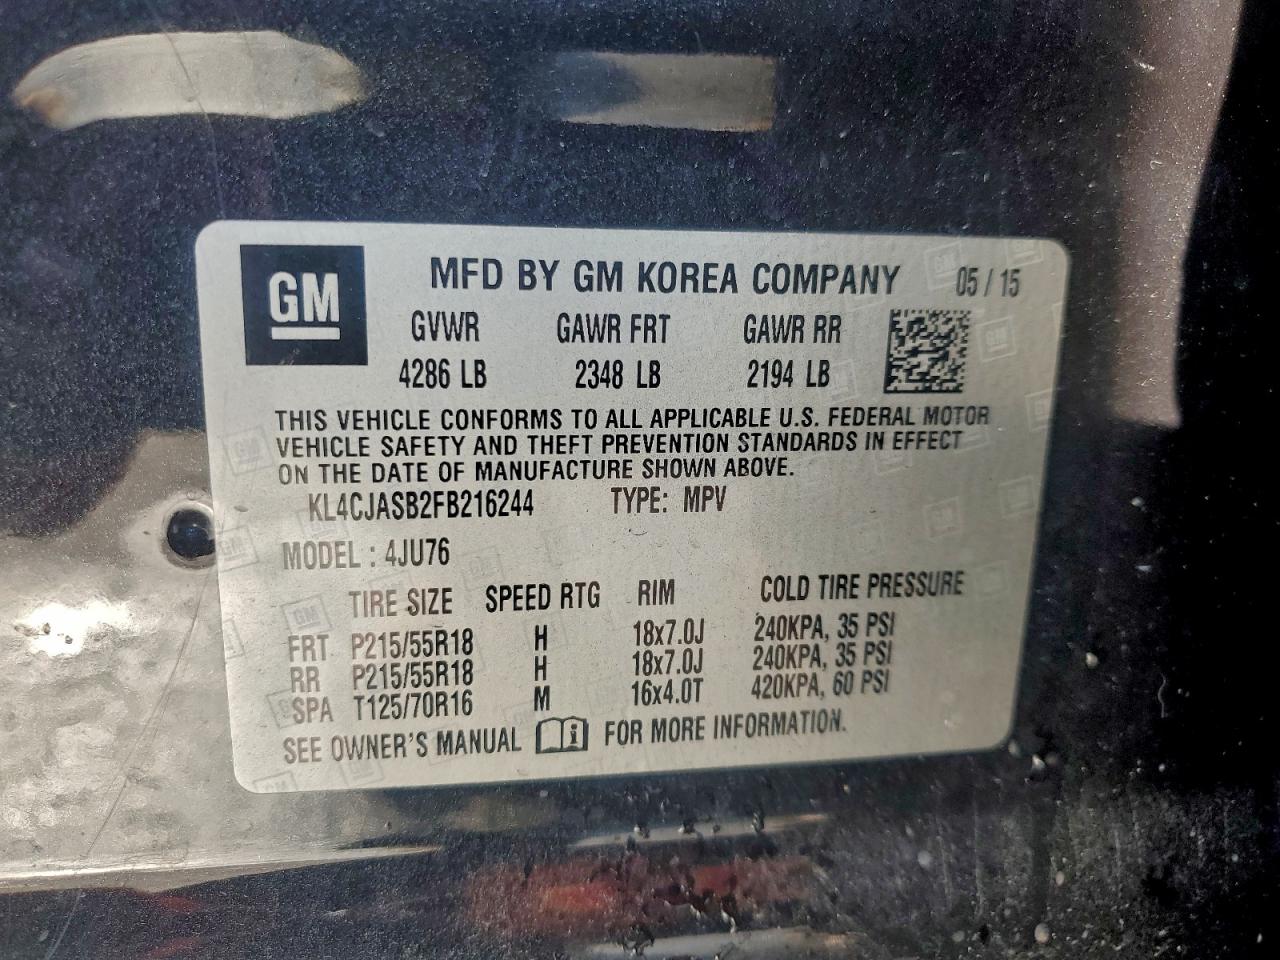 GM
MFD BY GM KOREA COMPANY 05 / 15
GVWR GAWR FRT GAWR RR
4286 LB 2348 LB 2194 LB
THIS VEHICLE CONFORMS TO ALL APPLICABLE U.S. FEDERAL MOTOR
VEHICLE SAFETY AND THEFT PREVENTION STANDARDS IN EFFECT
ON THE DATE OF MANUFACTURE SHOWN ABOVE.
KL4CJASB2FB216244 TYPE: MPV
MODEL : 4JU76
TIRE SIZE SPEED RTG RIM COLD TIRE PRESSURE
FRT P215/55R18 H 18x7.0J 240KPA, 35 PSI
RR P215/55R18 H 18x7.0J 240KPA, 35 PSI
SPA T125/70R16 M 16x4.0T 420KPA, 60 PSI
SEE OWNER'S MANUAL i FOR MORE INFORMATION.